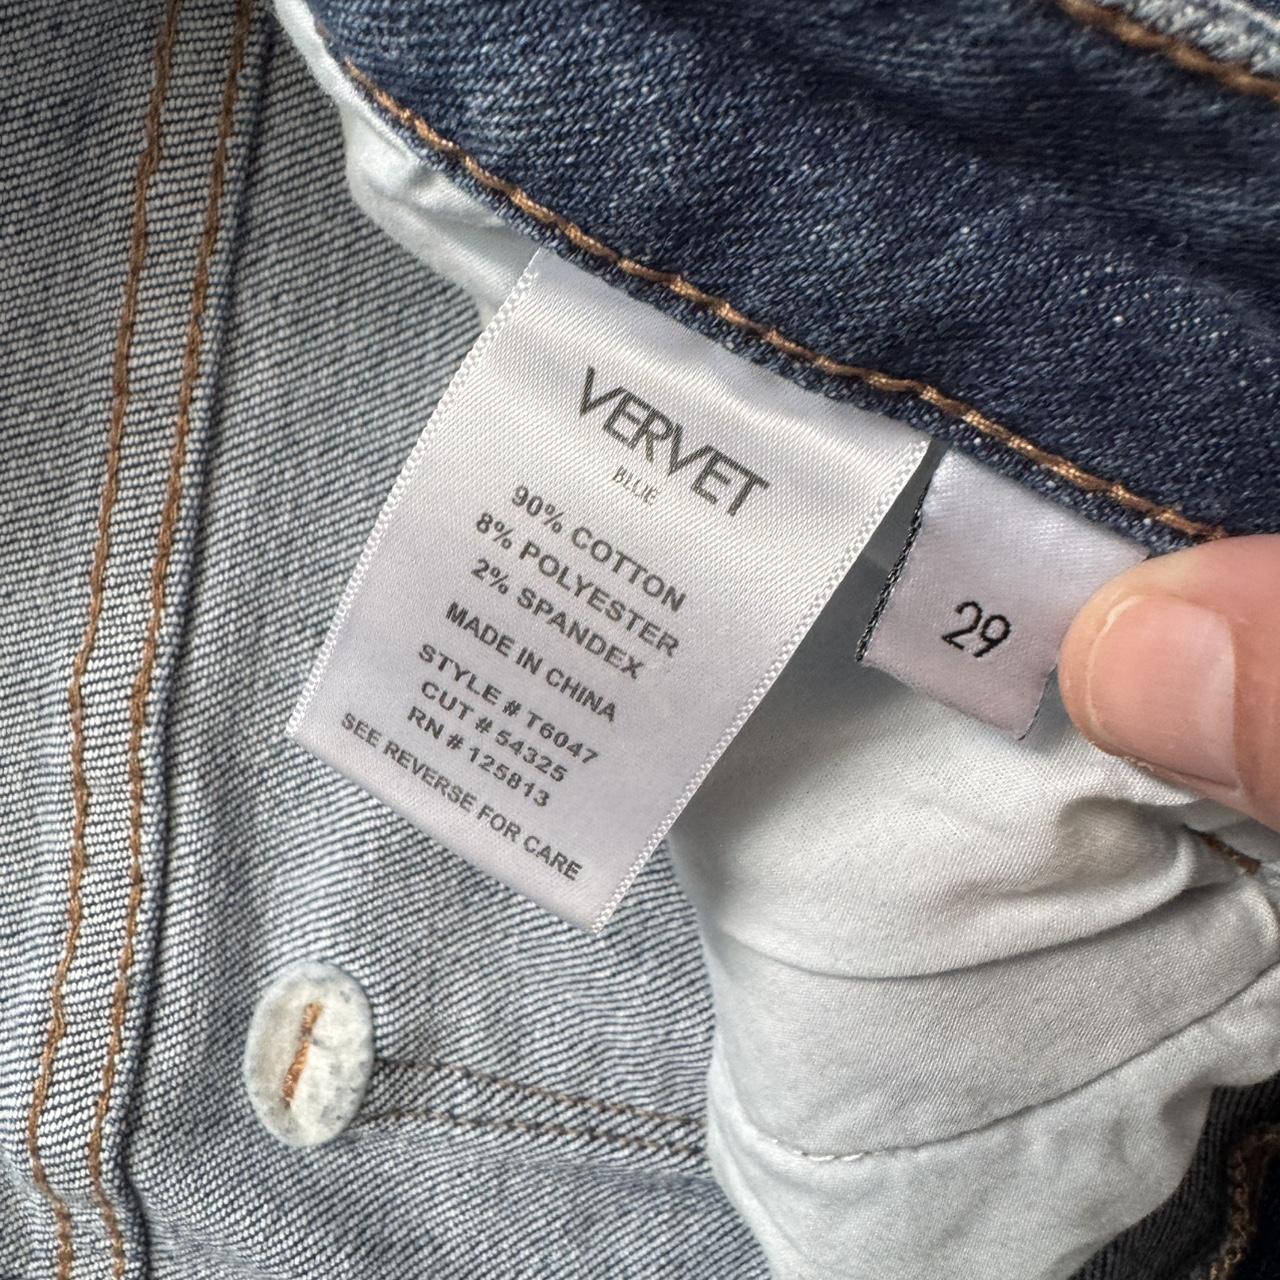 VERVET
BLUE
90% COTTON
8% POLYESTER
2% SPANDEX
MADE IN CHINA
STYLE # T6047
CUT # 54325
RN # 125813
SEE REVERSE FOR CARE
29